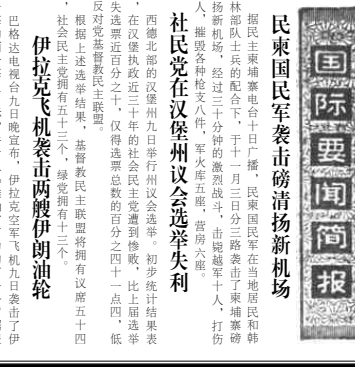 国际要闻简报
民柬国民军袭击磅清扬新机场
据民主柬埔寨电台十日广播，民柬国民军在当地居民和韩
林部队士兵的配合下，于十一月三日分三路袭击了柬埔寨磅
扬新机场，经过三十分钟的激烈战斗，击毙越军十人，打伤
人，摧毁各种枪支八件，军火库五座，营房六座。
社民党在汉堡州议会选举失利
西德北部的汉堡州九日举行州议会选举。初步统计结果表
，在汉堡执政近三十年的社会民主党遭到惨败，比上届选举
失选票近百分之十，仅得选票总数的百分之四十一点四，低
反对党基督教民主联盟。
根据上述选举结果，基督教民主联盟将拥有议席五十四
，社会民主党拥有五十三个，绿党拥有十三个。
伊拉克飞机袭击两艘伊朗油轮
巴格达电视台九日晚宣布，伊拉克空军飞机九日袭击了伊